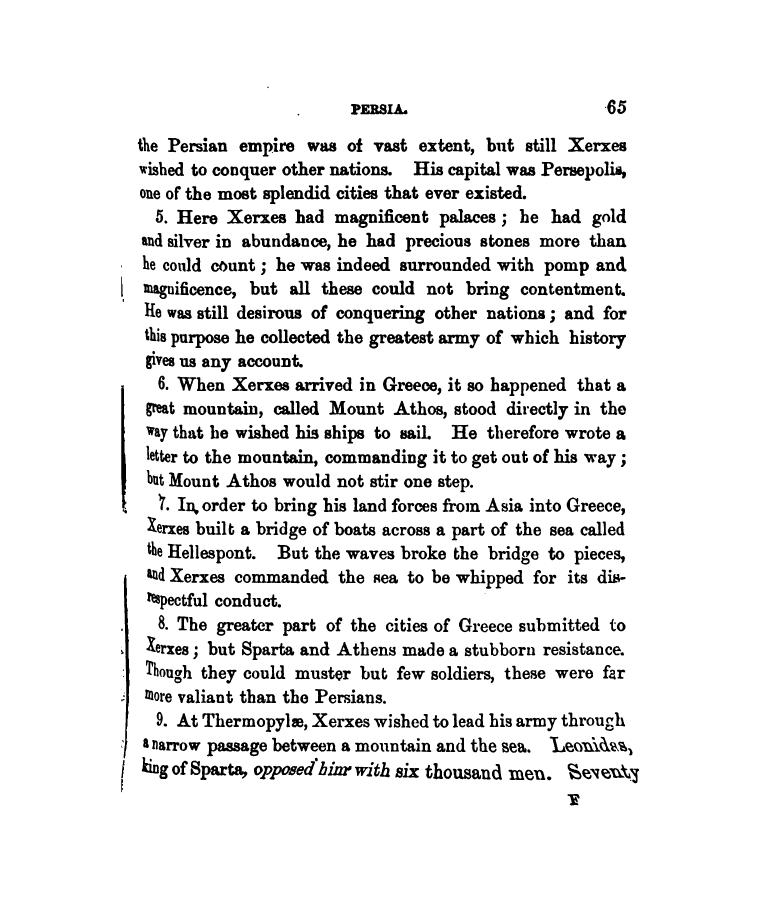 PERSIA. 65
the Persian empire was of vast extent, but still Xerxes
wished to conquer other nations. His capital was Persepolis,
one of the most splendid cities that ever existed.
5. Here Xerxes had magnificent palaces ; he had gold
and silver in abundance, he had precious stones more than
he could count ; he was indeed surrounded with pomp and
magnificence, but all these could not bring contentment.
He was still desirous of conquering other nations ; and for
this purpose he collected the greatest army of which history
gives us any account.
6. When Xerxes arrived in Greece, it so happened that a
great mountain, called Mount Athos, stood directly in the
way that he wished his ships to sail. He therefore wrote a
letter to the mountain, commanding it to get out of his way ;
but Mount Athos would not stir one step.
7. In order to bring his land forces from Asia into Greece,
Xerxes built a bridge of boats across a part of the sea called
the Hellespont. But the waves broke the bridge to pieces,
and Xerxes commanded the sea to be whipped for its dis-
respectful conduct.
8. The greater part of the cities of Greece submitted to
Xerxes ; but Sparta and Athens made a stubborn resistance.
Though they could muster but few soldiers, these were far
more valiant than the Persians.
9. At Thermopylæ, Xerxes wished to lead his army through
a narrow passage between a mountain and the sea. Leonidas,
king of Sparta, opposed him with six thousand men. Seventy
F